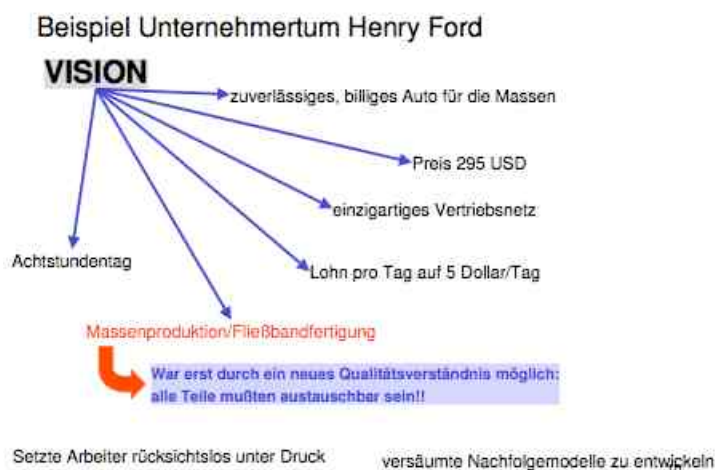 Beispiel Unternehmertum Henry Ford
VISION
zuverlässiges, billiges Auto für die Massen
Preis 295 USD
einzigartiges Vertriebsnetz
Achtstundentag
Lohn pro Tag auf 5 Dollar/Tag
Massenproduktion/Fließbandfertigung
War erst durch ein neues Qualitätsverständnis möglich:
alle Teile mußten austauschbar sein!!
Setzte Arbeiter rücksichtslos unter Druck
versäumte Nachfolgemodelle zu entwickeln